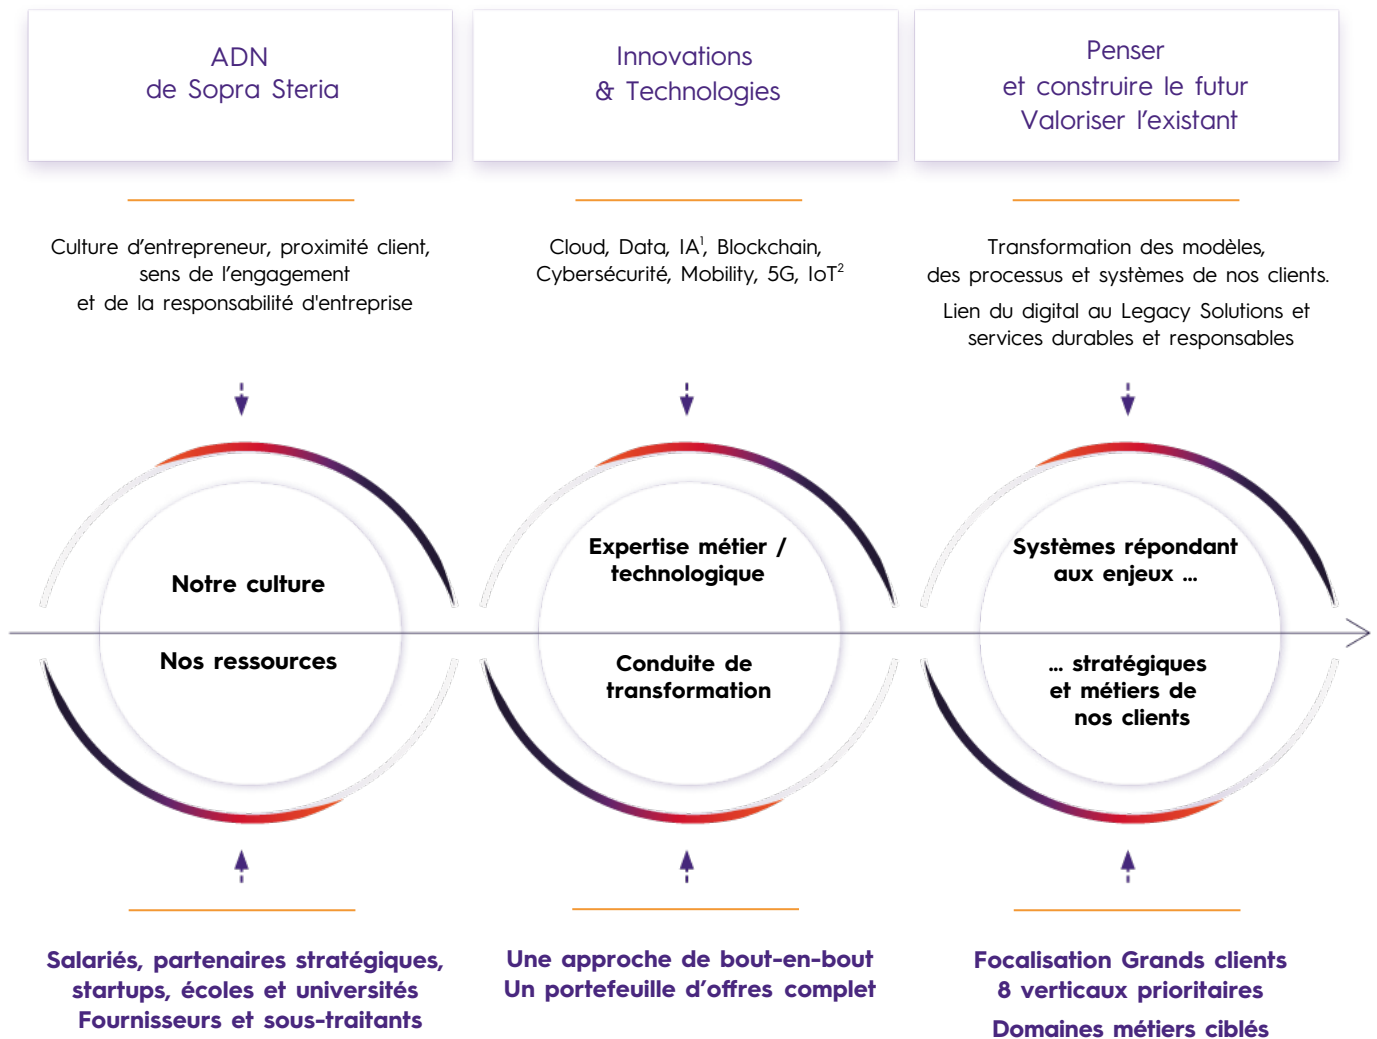 ADN
de Sopra Steria
Innovations
& Technologies
Penser
et construire le futur
Valoriser l’existant
Culture d’entrepreneur, proximité client,
sens de l’engagement
et de la responsabilité d'entreprise
Cloud, Data, IA¹, Blockchain,
Cybersécurité, Mobility, 5G, IoT²
Transformation des modèles,
des processus et systèmes de nos clients.
Lien du digital au Legacy Solutions et
services durables et responsables
Notre culture
Nos ressources
Expertise métier /
technologique
Conduite de
transformation
Systèmes répondant
aux enjeux ...
... stratégiques
et métiers de
nos clients
Salariés, partenaires stratégiques,
startups, écoles et universités
Fournisseurs et sous-traitants
Une approche de bout-en-bout
Un portefeuille d’offres complet
Focalisation Grands clients
8 verticaux prioritaires
Domaines métiers ciblés